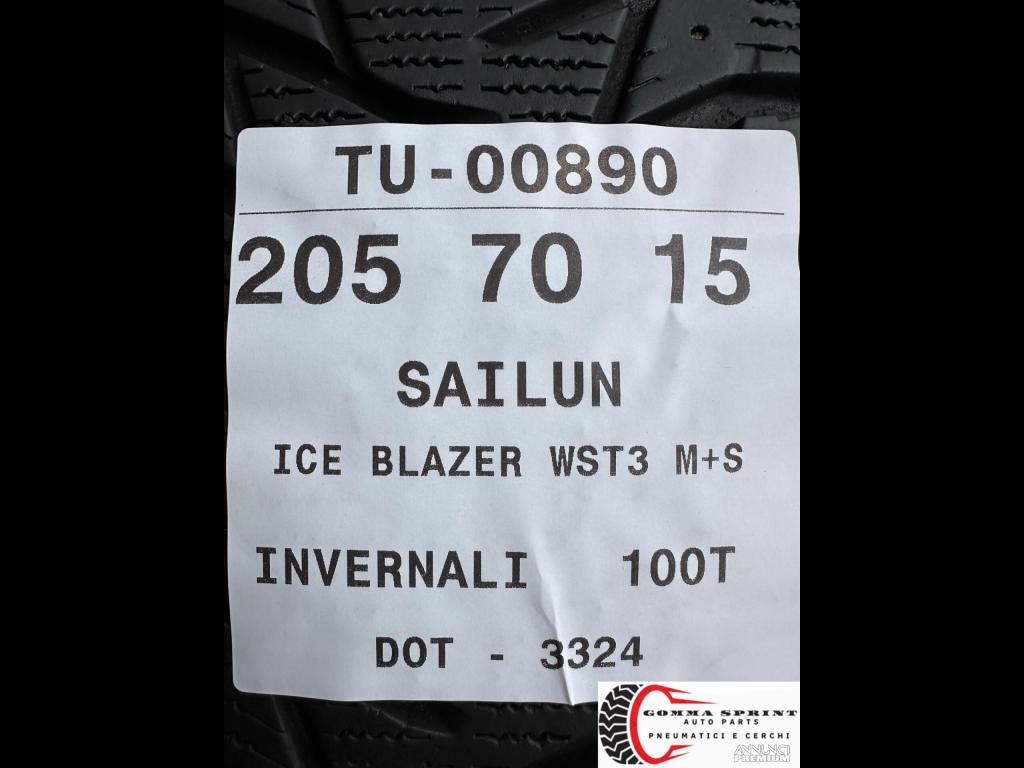 TU-00890
205 70 15
SAILUN
ICE BLAZER WST3 M+S
INVERNALI 100T
DOT - 3324
GOMMA SPRINT
AUTO PARTS
PNEUMATICI E CERCHI
ANNUNCI
PREMIUM